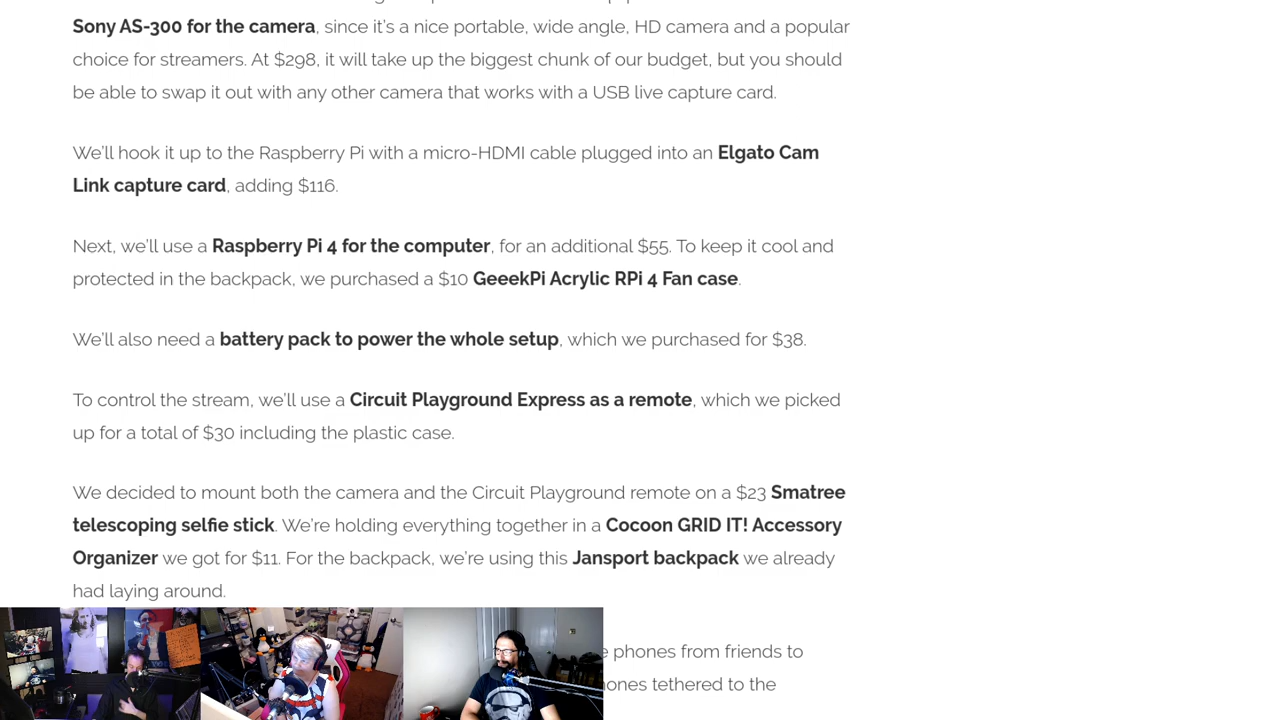 Sony AS-300 for the camera, since it's a nice portable, wide angle, HD camera and a popular
choice for streamers. At $298, it will take up the biggest chunk of our budget, but you should
be able to swap it out with any other camera that works with a USB live capture card.
We'll hook it up to the Raspberry Pi with a micro-HDMI cable plugged into an Elgato Cam
Link capture card, adding $116.
Next, we'll use a Raspberry Pi 4 for the computer, for an additional $55. To keep it cool and
protected in the backpack, we purchased a $10 GeeekPi Acrylic RPi 4 Fan case.
We'll also need a battery pack to power the whole setup, which we purchased for $38.
To control the stream, we'll use a Circuit Playground Express as a remote, which we picked
up for a total of $30 including the plastic case.
We decided to mount both the camera and the Circuit Playground remote on a $23 Smatree
telescoping selfie stick. We're holding everything together in a Cocoon GRID IT! Accessory
Organizer we got for $11. For the backpack, we're using this Jansport backpack we already
had laying around.
phones from friends to
tethered to the